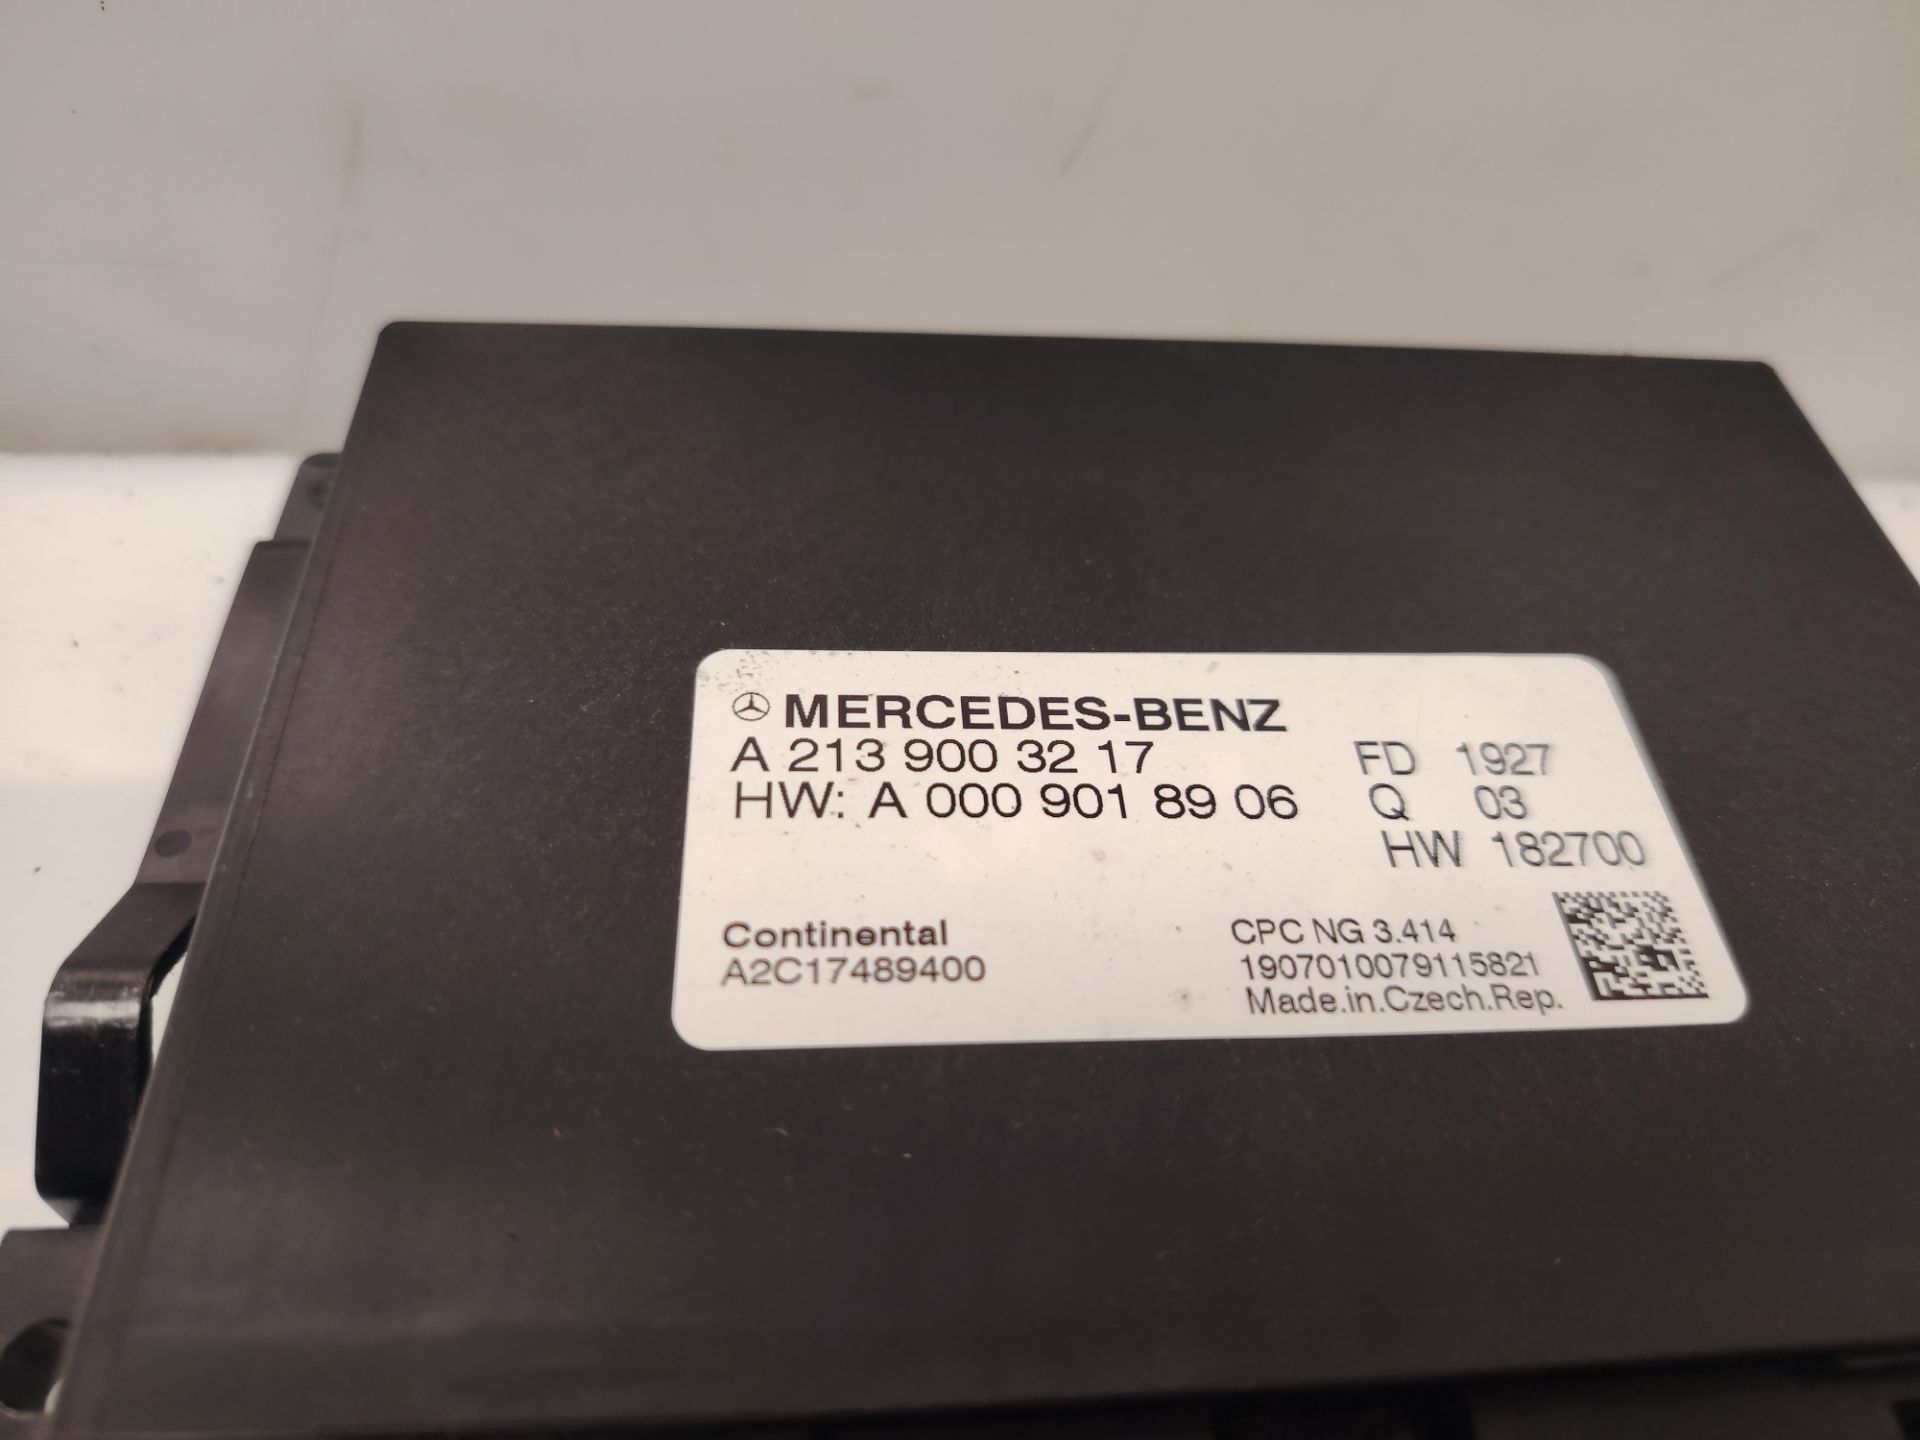 MERCEDES-BENZ
A 213 900 32 17 FD 1927
HW: A 000 901 89 06 Q 03
HW 182700
Continental CPC NG 3.414
A2C17489400 1907010079115821
Made.in.Czech.Rep.